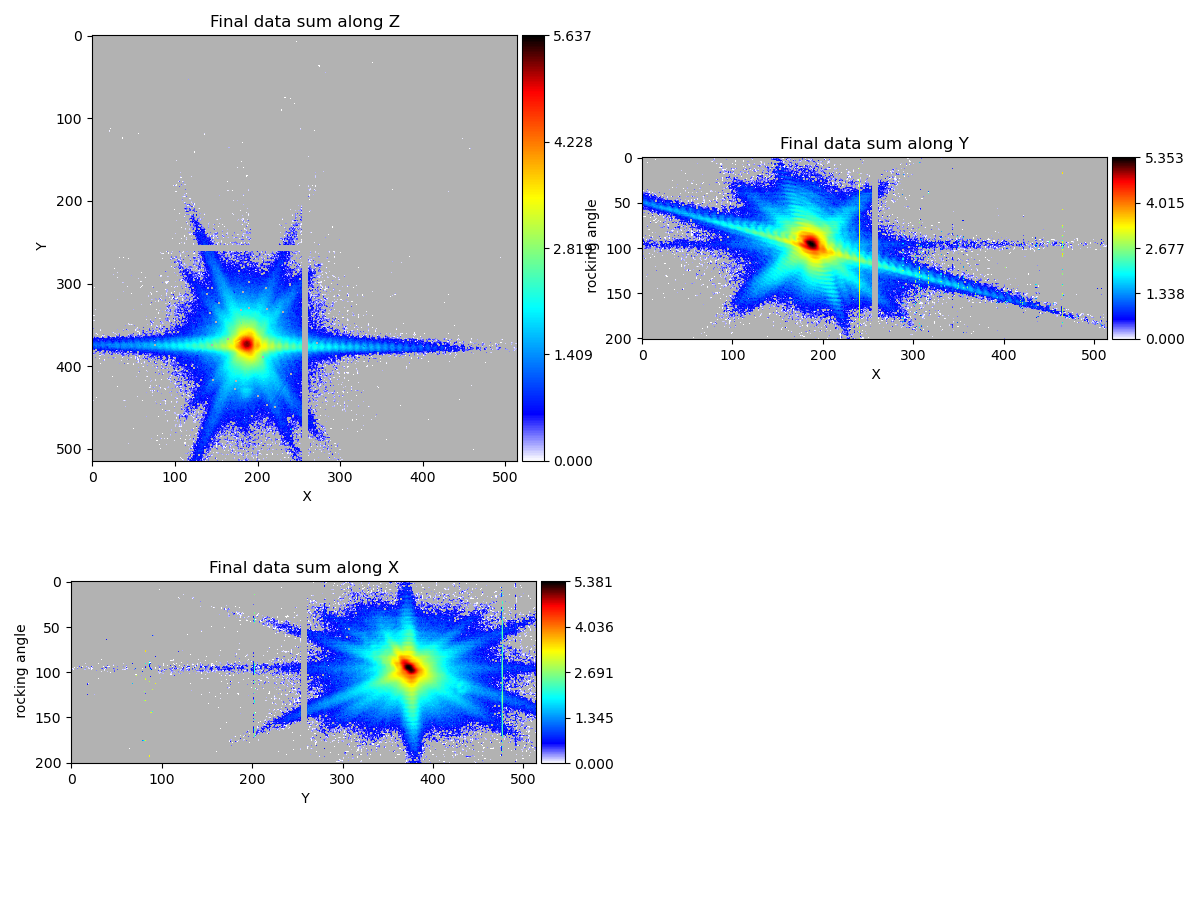 Final data sum along Z
0
100
200
300
400
500
Y
0 100 200 300 400 500
X
5.637
4.228
2.819
1.409
0.000
Final data sum along Y
0
50
100
150
200
rocking angle
0 100 200 300 400 500
X
5.353
4.015
2.677
1.338
0.000
Final data sum along X
0
50
100
150
200
rocking angle
0 100 200 300 400 500
Y
5.381
4.036
2.691
1.345
0.000